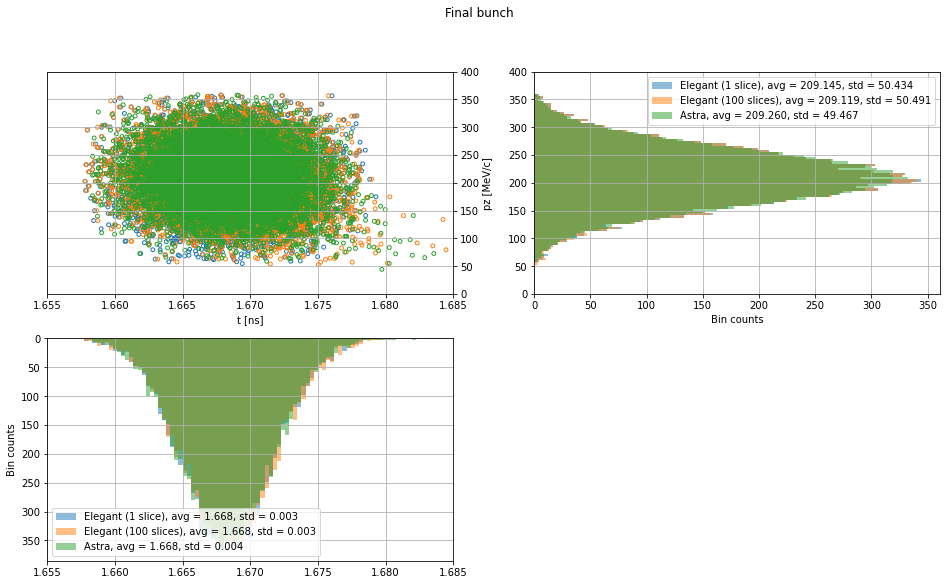 Final bunch
400
350
300
250
200
150
100
50
0
pz [MeV/c]
1.655 1.660 1.665 1.670 1.675 1.680 1.685
t [ns]
400
350
300
250
200
150
100
50
0
Elegant (1 slice), avg = 209.145, std = 50.434
Elegant (100 slices), avg = 209.119, std = 50.491
Astra, avg = 209.260, std = 49.467
0 50 100 150 200 250 300 350
Bin counts
0
50
100
150
200
250
300
350
Bin counts
Elegant (1 slice), avg = 1.668, std = 0.003
Elegant (100 slices), avg = 1.668, std = 0.003
Astra, avg = 1.668, std = 0.004
1.655 1.660 1.665 1.670 1.675 1.680 1.685